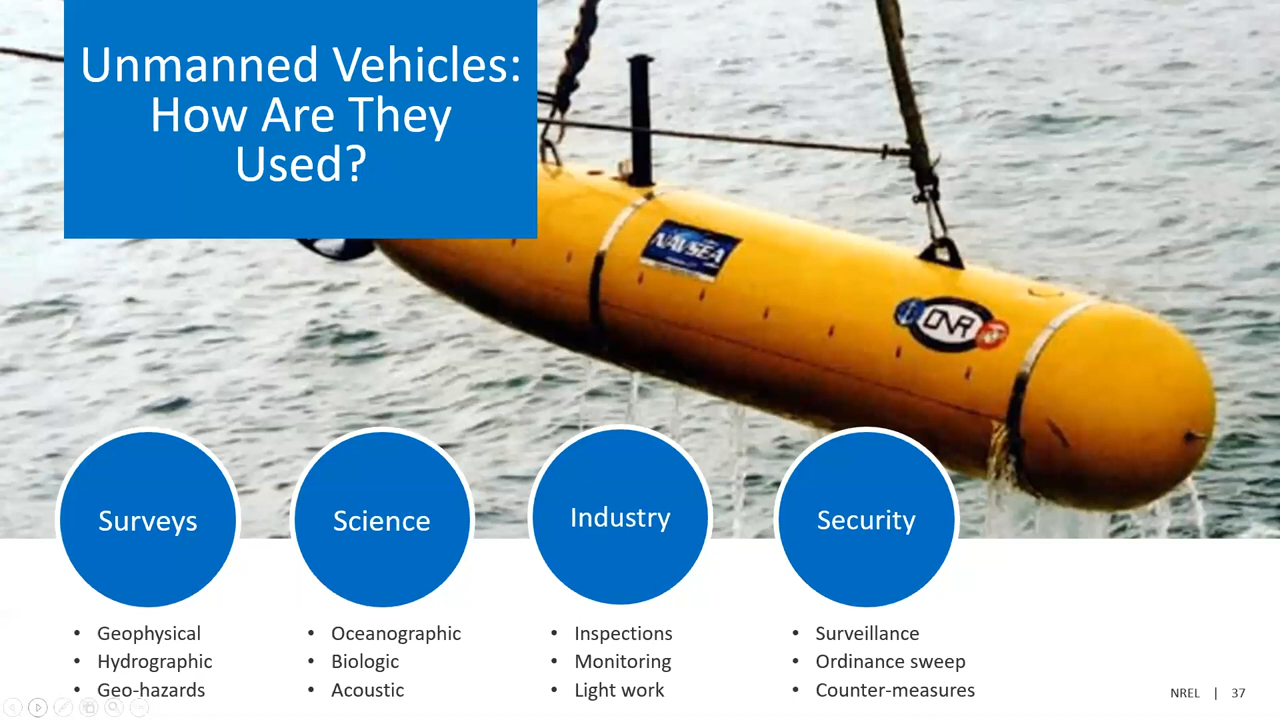 Unmanned Vehicles:
How Are They
Used?
NAVSEA
ONR
Surveys
Science
Industry
Security
• Geophysical
• Hydrographic
• Geo-hazards
• Oceanographic
• Biologic
• Acoustic
• Inspections
• Monitoring
• Light work
• Surveillance
• Ordinance sweep
• Counter-measures
NREL | 37